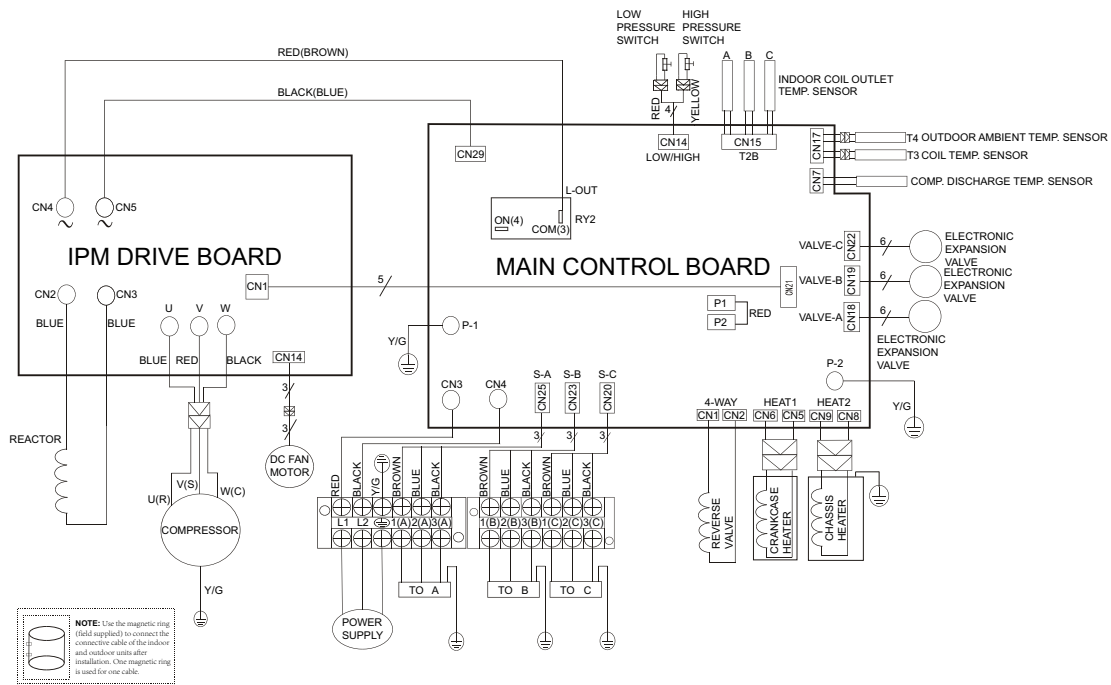 LOW PRESSURE SWITCH
HIGH PRESSURE SWITCH
A
B
C
INDOOR COIL OUTLET
TEMP. SENSOR
RED
4
YELLOW
RED(BROWN)
BLACK(BLUE)
CN29
CN14
LOW/HIGH
CN15
T2B
CN17
T4 OUTDOOR AMBIENT TEMP. SENSOR
T3 COIL TEMP. SENSOR
CN7
COMP. DISCHARGE TEMP. SENSOR
CN4
CN5
L-OUT
ON(4)
COM(3)
RY2
IPM DRIVE BOARD
MAIN CONTROL BOARD
VALVE-C
CN22
6
ELECTRONIC
EXPANSION
VALVE
VALVE-B
CN19
6
ELECTRONIC
EXPANSION
VALVE
VALVE-A
CN18
6
ELECTRONIC
EXPANSION
VALVE
CN2
CN3
CN1
5
CN21
P1
P2
RED
BLUE
BLUE
U
V
W
BLUE
RED
BLACK
CN14
P-1
Y/G
P-2
Y/G
CN3
CN4
S-A
CN25
S-B
CN23
S-C
CN20
4-WAY
CN1
CN2
HEAT1
CN6
CN5
HEAT2
CN9
CN8
3
3
3
3
3
DC FAN
MOTOR
REACTOR
U(R)
V(S)
W(C)
COMPRESSOR
Y/G
RED
BLACK
Y/G
BROWN
BLUE
BLACK
BROWN
BLUE
BLACK
BROWN
BLUE
BLACK
L1
L2
1(A)
2(A)
3(A)
1(B)
2(B)
3(B)
1(C)
2(C)
3(C)
TO A
TO B
TO C
POWER
SUPPLY
REVERSE
VALVE
CRANKCASE
HEATER
CHASSIS
HEATER
NOTE: Use the magnetic ring
(field supplied) to connect the
connective cable of the indoor
and outdoor units after
installation. One magnetic ring
is used for one cable.